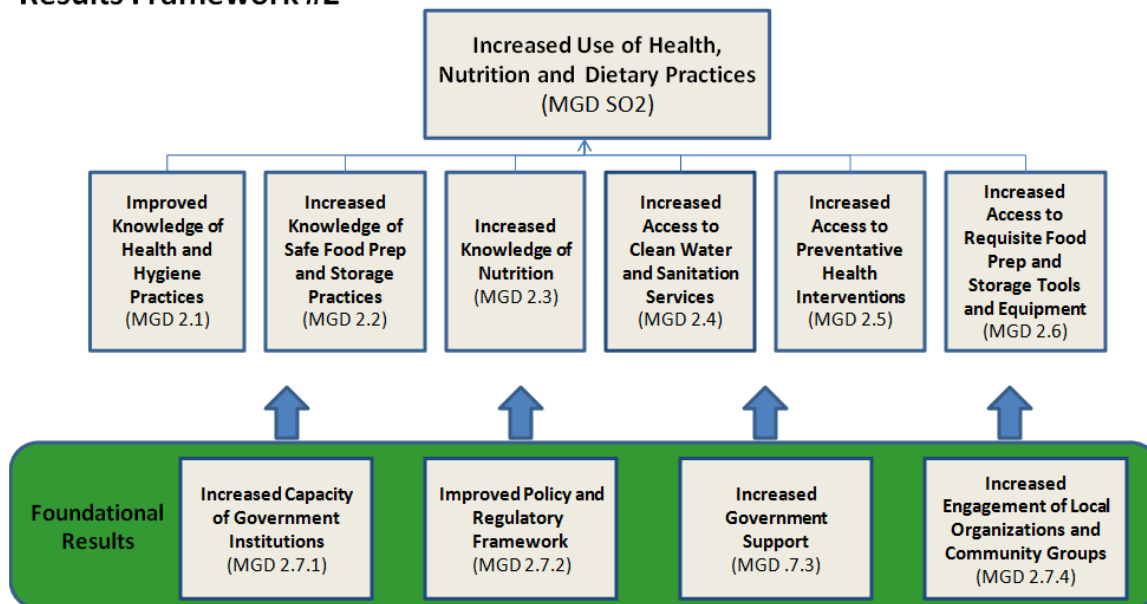 Results Framework #2
Increased Use of Health,
Nutrition and Dietary Practices
(MGD SO2)
Improved
Knowledge of
Health and
Hygiene
Practices
(MGD 2.1)
Increased
Knowledge of
Safe Food Prep
and Storage
Practices
(MGD 2.2)
Increased
Knowledge of
Nutrition
(MGD 2.3)
Increased
Access to
Clean Water
and Sanitation
Services
(MGD 2.4)
Increased
Access to
Preventative
Health
Interventions
(MGD 2.5)
Increased
Access to
Requisite Food
Prep and
Storage Tools
and Equipment
(MGD 2.6)
Foundational
Results
Increased Capacity
of Government
Institutions
(MGD 2.7.1)
Improved Policy and
Regulatory
Framework
(MGD 2.7.2)
Increased
Government
Support
(MGD .7.3)
Increased
Engagement of Local
Organizations and
Community Groups
(MGD 2.7.4)